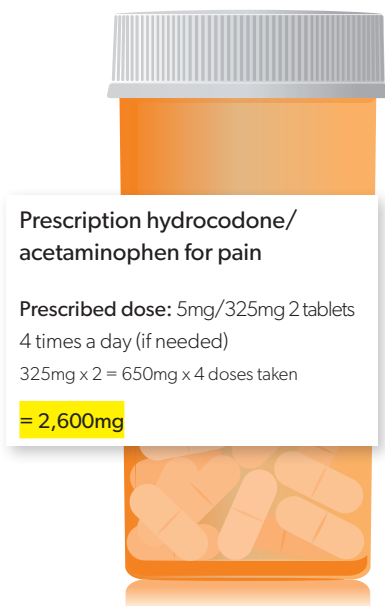 Prescription hydrocodone/
acetaminophen for pain
Prescribed dose: 5mg/325mg 2 tablets
4 times a day (if needed)
325mg x 2 = 650mg x 4 doses taken
= 2,600mg